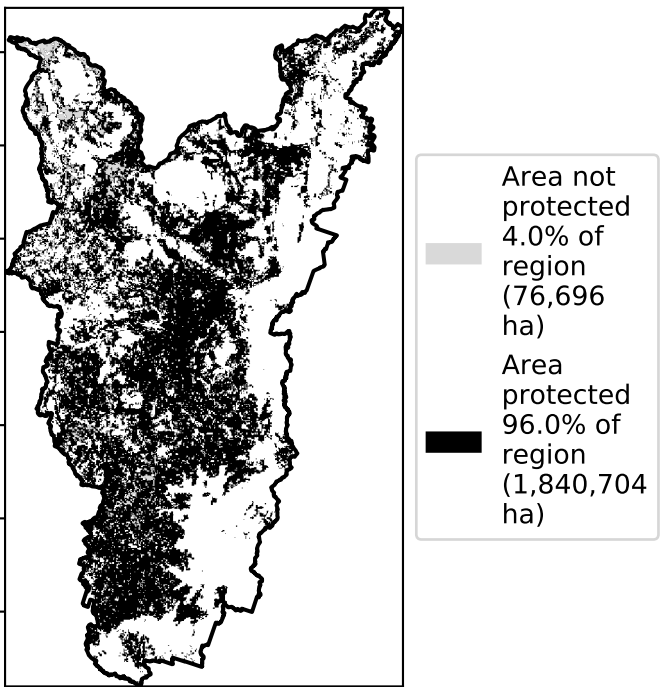 Area not
protected
4.0% of
region
(76,696
ha)
Area
protected
96.0% of
region
(1,840,704
ha)